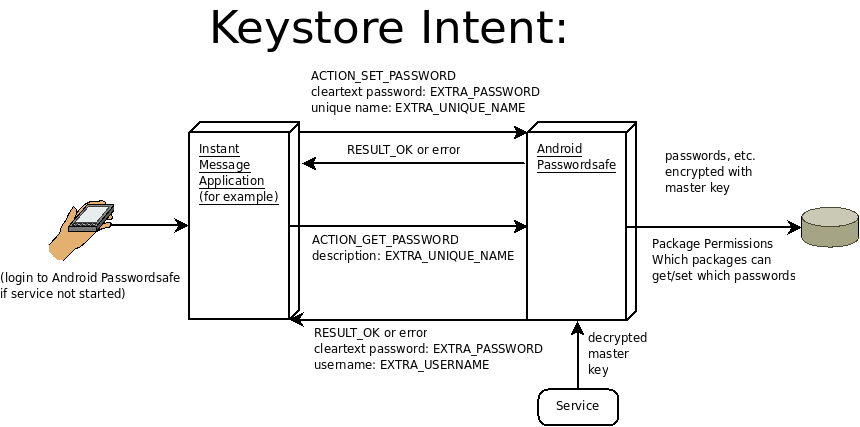 Keystore Intent:
ACTION_SET_PASSWORD
cleartext password: EXTRA_PASSWORD
unique name: EXTRA_UNIQUE_NAME
Instant
Message
Application
(for example)
RESULT_OK or error
Android
Passwordsafe
passwords, etc.
encrypted with
master key
ACTION_GET_PASSWORD
description: EXTRA_UNIQUE_NAME
Package Permissions
Which packages can
get/set which passwords
(login to Android Passwordsafe
if service not started)
RESULT_OK or error
cleartext password: EXTRA_PASSWORD
username: EXTRA_USERNAME
decrypted
master
key
Service